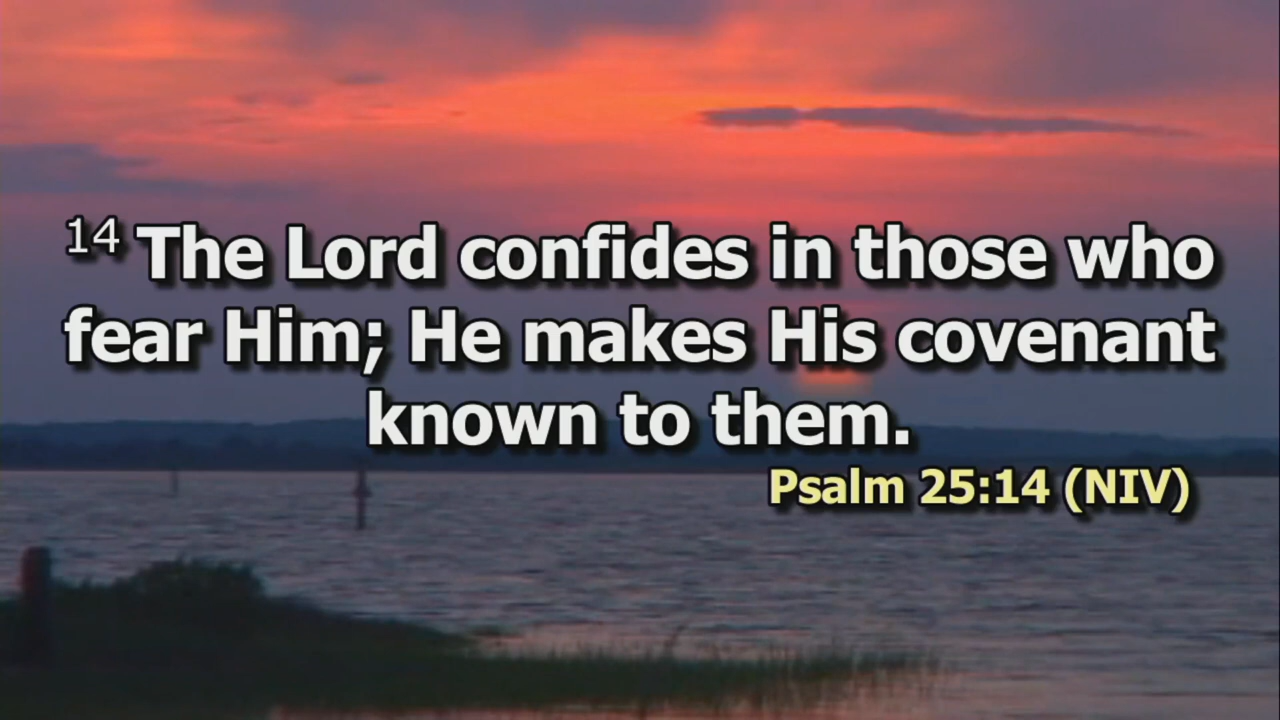 14 The Lord confides in those who
fear Him; He makes His covenant
known to them.
Psalm 25:14 (NIV)